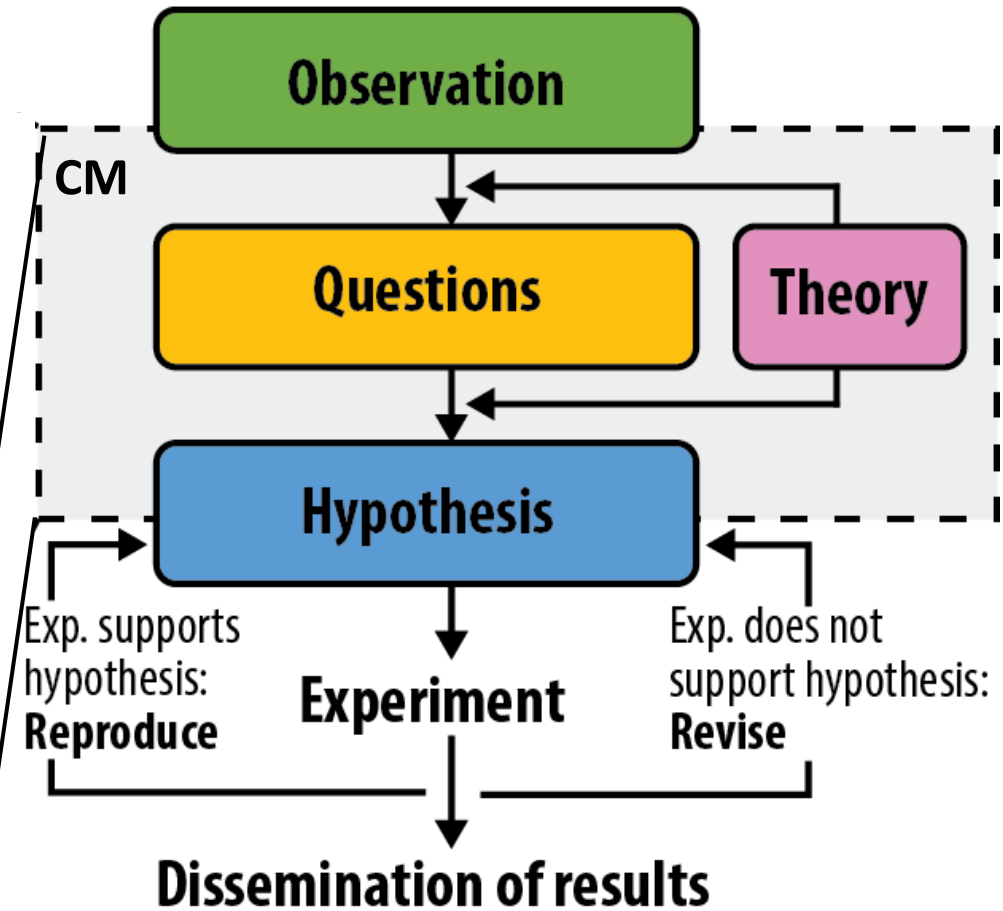 Observation
CM
Questions
Theory
Hypothesis
Exp. supports
hypothesis:
Reproduce
Experiment
Exp. does not
support hypothesis:
Revise
Dissemination of results